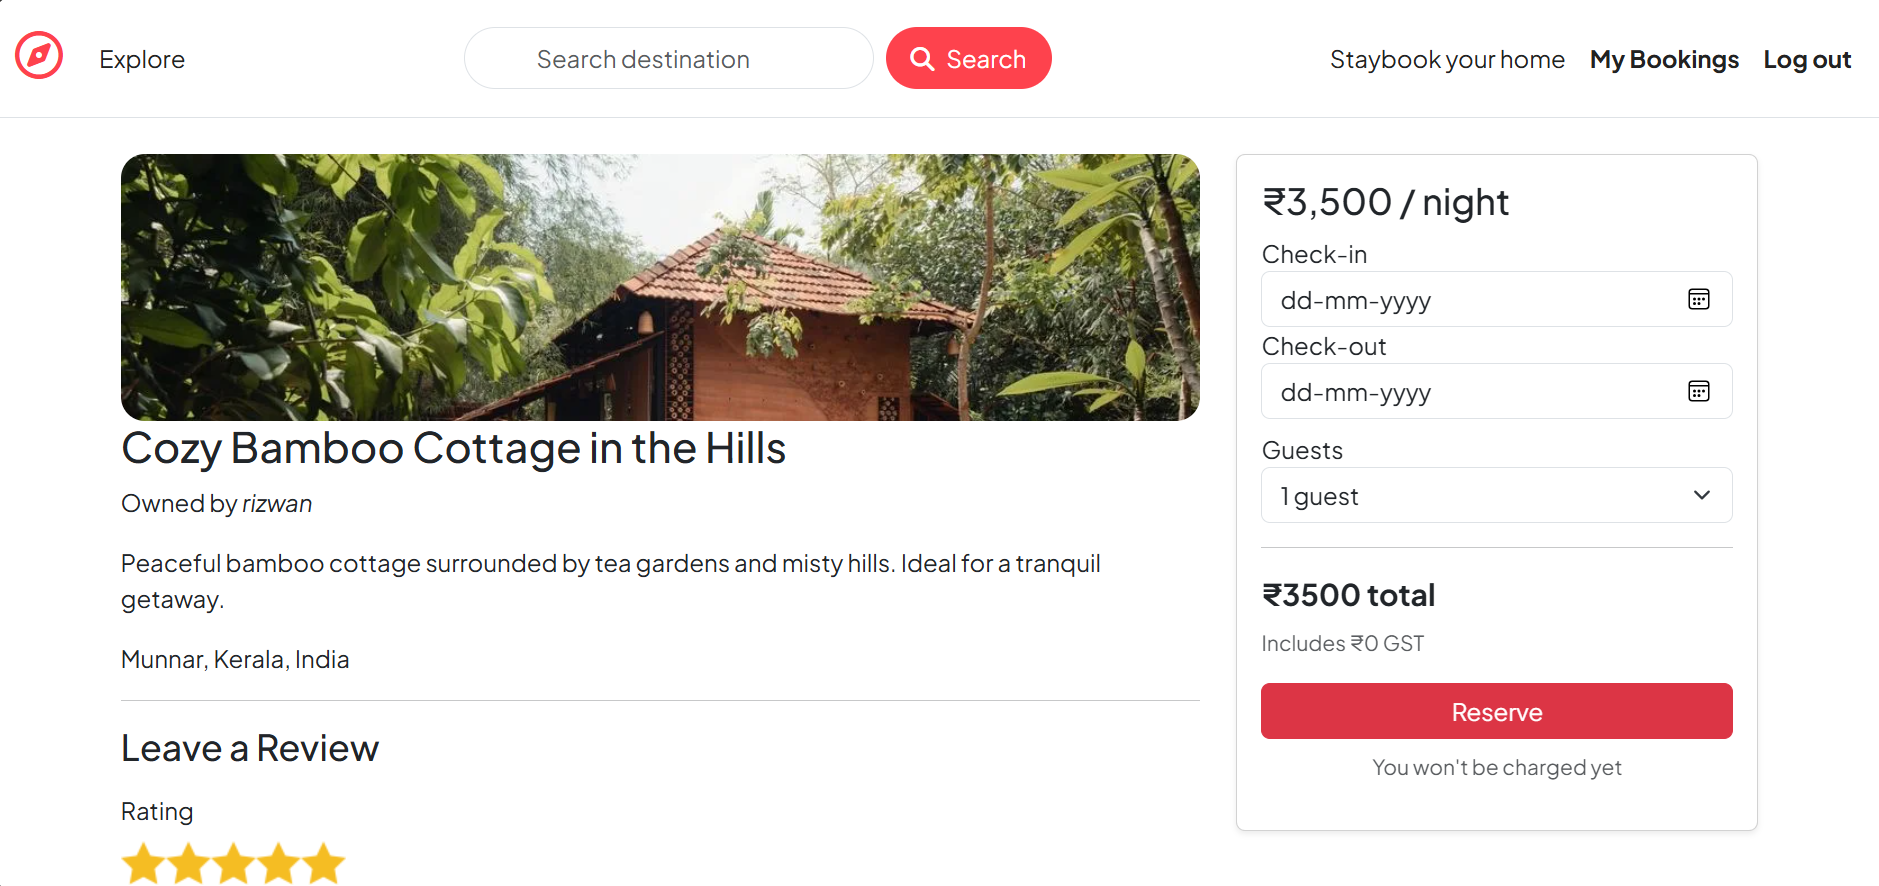 Explore
Search destination
Search
Staybook your home
My Bookings
Log out
Cozy Bamboo Cottage in the Hills
Owned by rizwan
Peaceful bamboo cottage surrounded by tea gardens and misty hills. Ideal for a tranquil
getaway.
Munnar, Kerala, India
Leave a Review
Rating
₹3,500 / night
Check-in
dd-mm-yyyy
Check-out
dd-mm-yyyy
Guests
1 guest
₹3500 total
Includes ₹0 GST
Reserve
You won't be charged yet